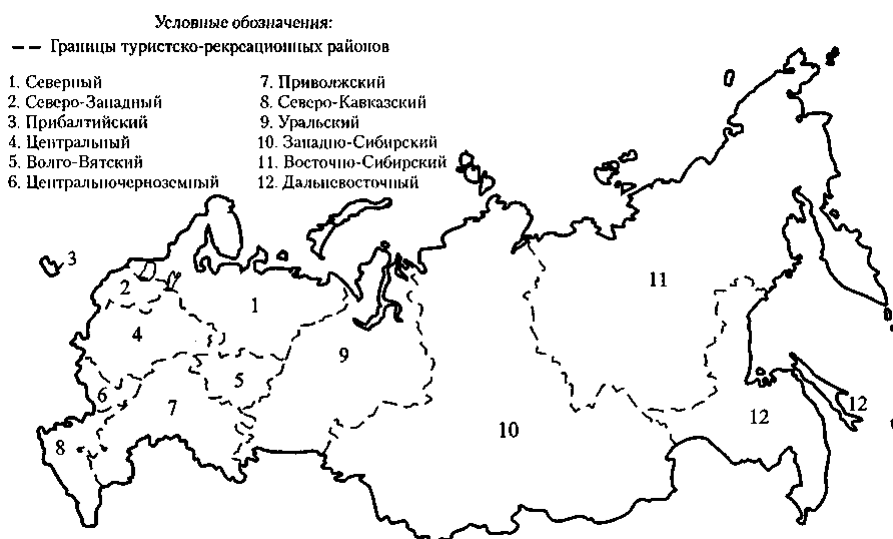 Условные обозначения:
Границы туристско-рекреационных районов
1. Северный
2. Северо-Западный
3. Прибалтийский
4. Центральный
5. Волго-Вятский
6. Центральночерноземный
7. Приволжский
8. Северо-Кавказский
9. Уральский
10. Западно-Сибирский
11. Восточно-Сибирский
12. Дальневосточный
3
2
1
11
4
9
5
6
7
12
12
8
10